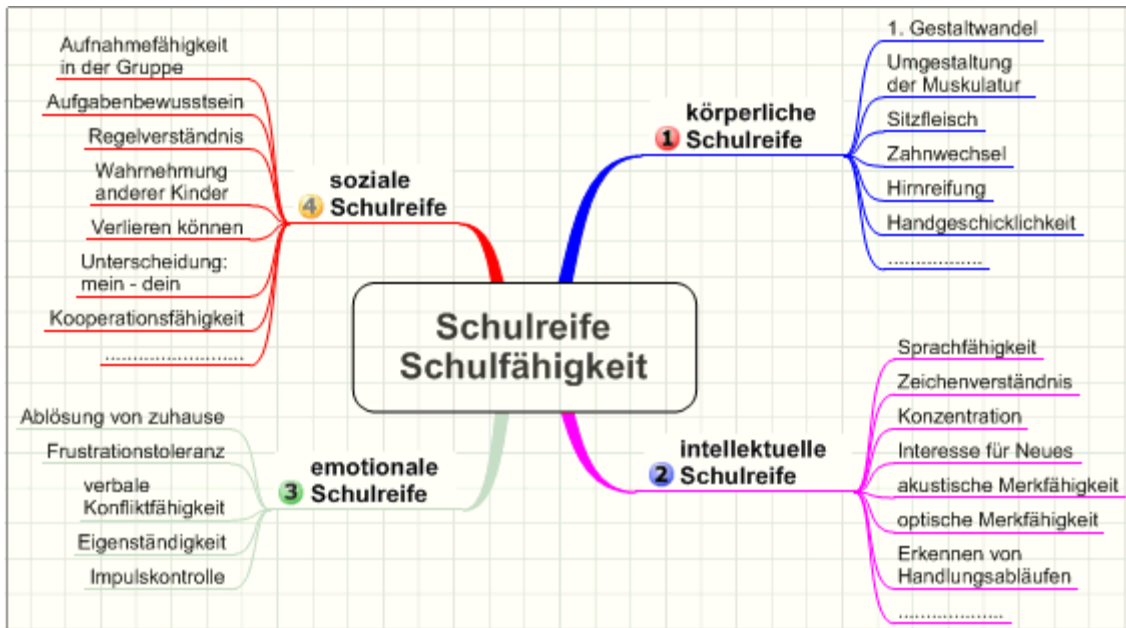 Schulreife
Schulfähigkeit
1
körperliche
Schulreife
1. Gestaltwandel
Umgestaltung
der Muskulatur
Sitzfleisch
Zahnwechsel
Hirnreifung
Handgeschicklichkeit
..................
2
intellektuelle
Schulreife
Sprachfähigkeit
Zeichenverständnis
Konzentration
Interesse für Neues
akustische Merkfähigkeit
optische Merkfähigkeit
Erkennen von
Handlungsabläufen
....................
3
emotionale
Schulreife
Ablösung von zuhause
Frustrationstoleranz
verbale
Konfliktfähigkeit
Eigenständigkeit
Impulskontrolle
4
soziale
Schulreife
Aufnahmefähigkeit
in der Gruppe
Aufgabenbewusstsein
Regelverständnis
Wahrnehmung
anderer Kinder
Verlieren können
Unterscheidung:
mein - dein
Kooperationsfähigkeit
..........................